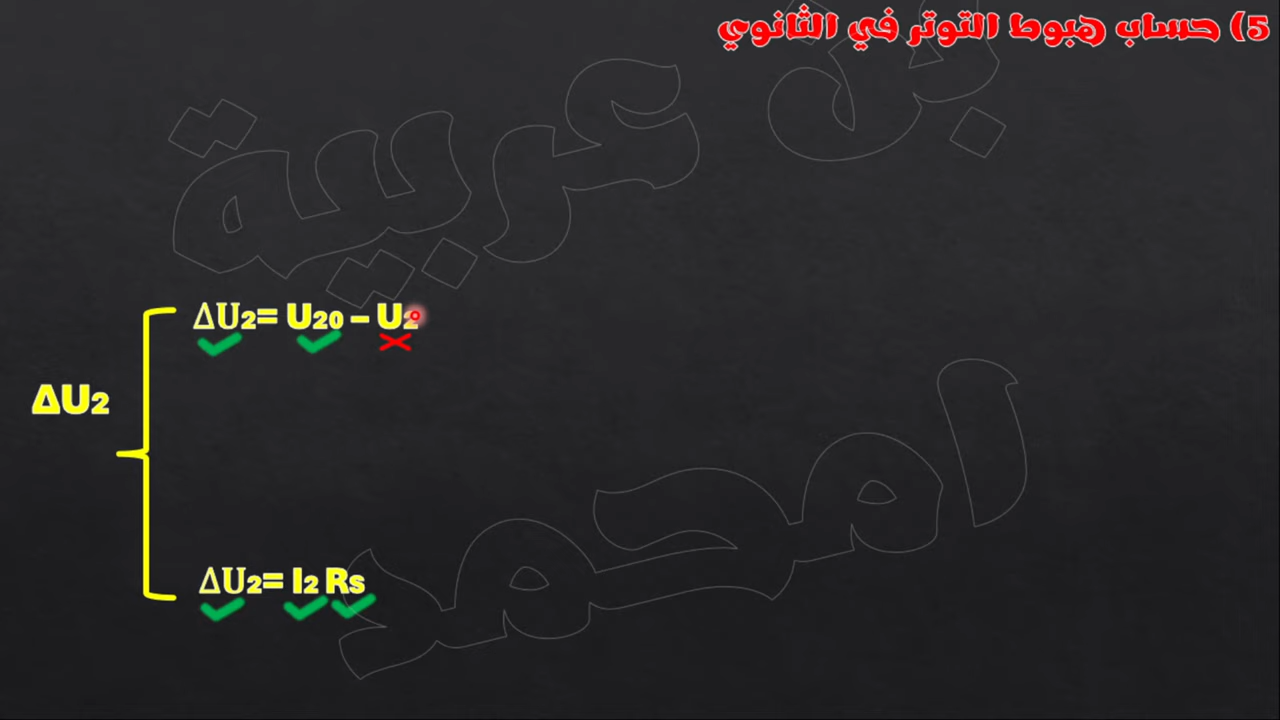 5) حساب هبوط التوتر في الثانوي
بن عربية
ΔU2= U20 – U2
ΔU2
امحمد
ΔU2= I2 Rs